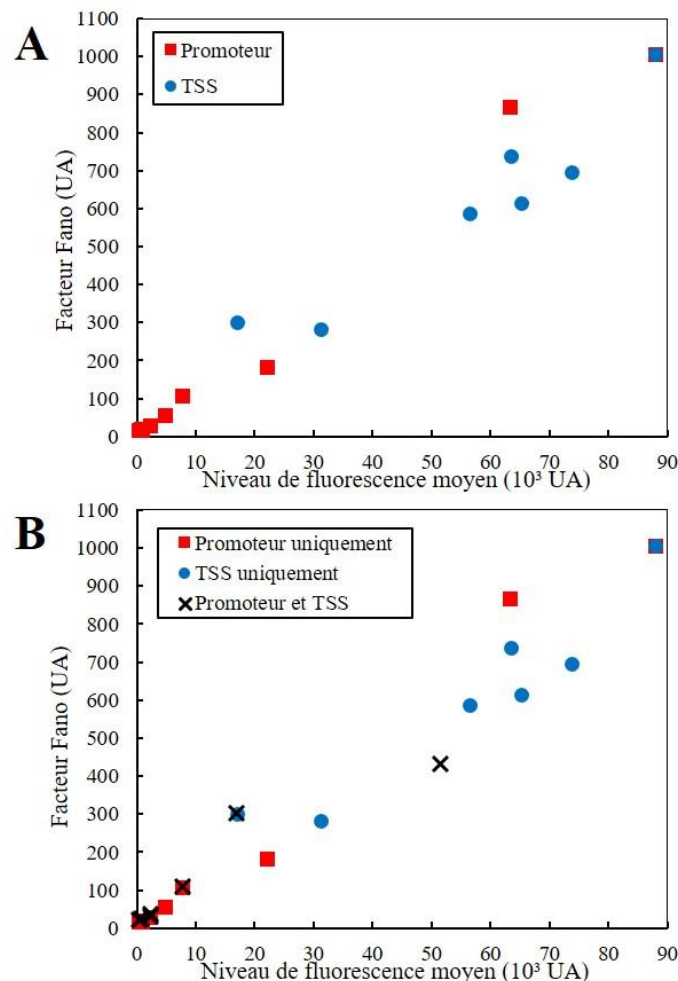 A
1100
1000
900
800
700
600
500
400
300
200
100
0
Facteur Fano (UA)
Promoteur
TSS
0 10 20 30 40 50 60 70 80 90
Niveau de fluorescence moyen (10³ UA)
B
1100
1000
900
800
700
600
500
400
300
200
100
0
Facteur Fano (UA)
Promoteur uniquement
TSS uniquement
Promoteur et TSS
0 10 20 30 40 50 60 70 80 90
Niveau de fluorescence moyen (10³ UA)